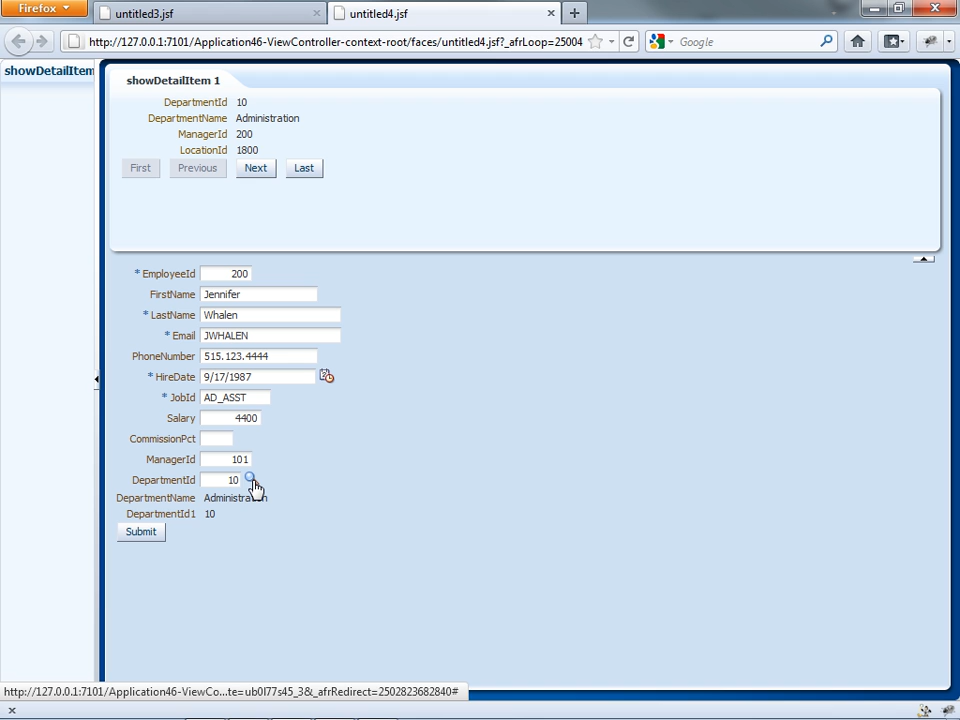 Firefox
untitled3.jsf
untitled4.jsf
http://127.0.0.1:7101/Application46-ViewController-context-root/faces/untitled4.jsf?_afrLoop=25004
Google
showDetailItem
showDetailItem 1
DepartmentId 10
DepartmentName Administration
ManagerId 200
LocationId 1800
First Previous Next Last
* EmployeeId 200
FirstName Jennifer
* LastName Whalen
* Email JWHALEN
PhoneNumber 515.123.4444
* HireDate 9/17/1987
* JobId AD_ASST
Salary 4400
CommissionPct
ManagerId 101
DepartmentId 10
DepartmentName Administration
DepartmentId1 10
Submit
http://127.0.0.1:7101/Application46-ViewCo...te=ub0l77s45_3&_afrRedirect=2502823682840#